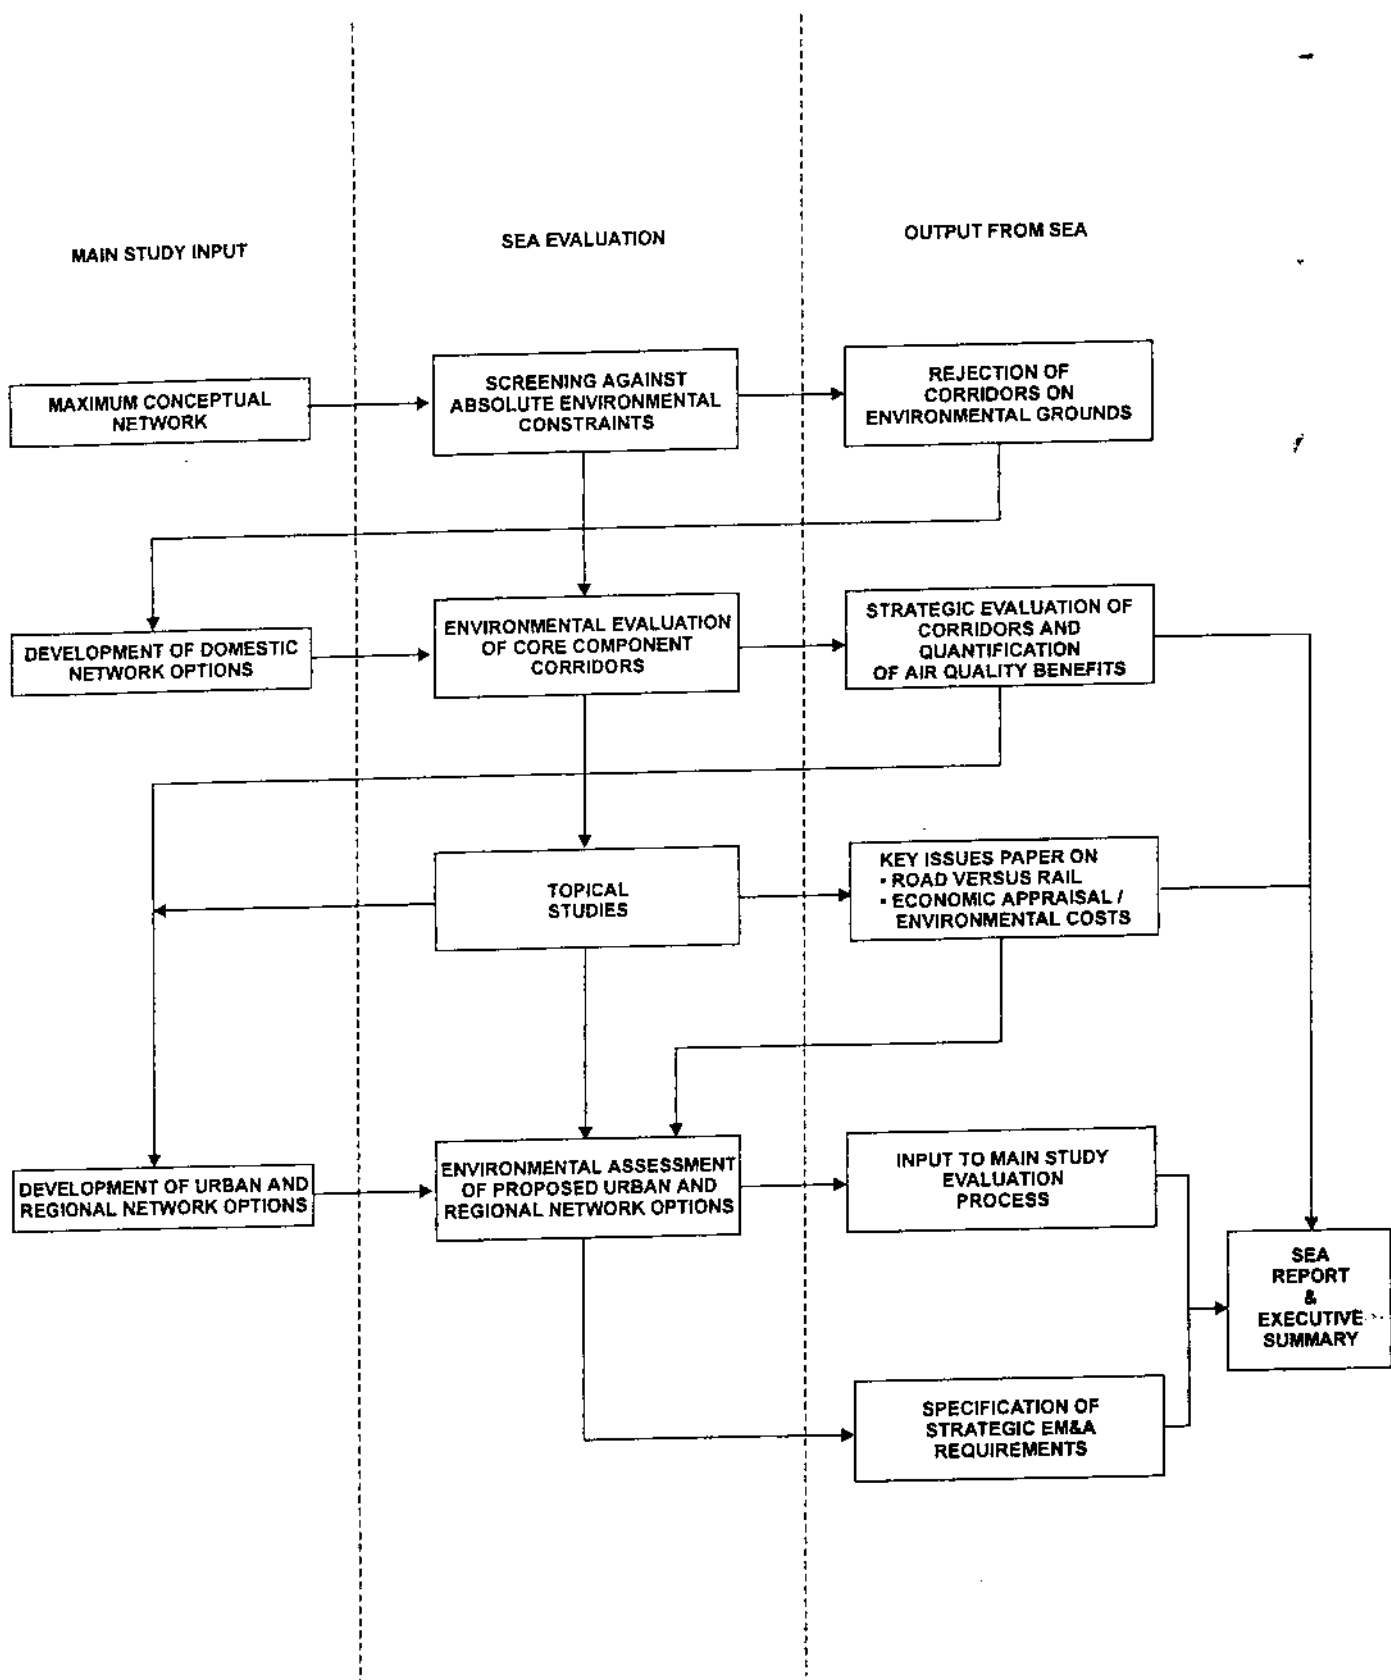 MAIN STUDY INPUT
SEA EVALUATION
OUTPUT FROM SEA
MAXIMUM CONCEPTUAL
NETWORK
SCREENING AGAINST
ABSOLUTE ENVIRONMENTAL
CONSTRAINTS
REJECTION OF
CORRIDORS ON
ENVIRONMENTAL GROUNDS
DEVELOPMENT OF DOMESTIC
NETWORK OPTIONS
ENVIRONMENTAL EVALUATION
OF CORE COMPONENT
CORRIDORS
STRATEGIC EVALUATION OF
CORRIDORS AND
QUANTIFICATION
OF AIR QUALITY BENEFITS
TOPICAL
STUDIES
KEY ISSUES PAPER ON
▪ ROAD VERSUS RAIL
▪ ECONOMIC APPRAISAL /
ENVIRONMENTAL COSTS
DEVELOPMENT OF URBAN AND
REGIONAL NETWORK OPTIONS
ENVIRONMENTAL ASSESSMENT
OF PROPOSED URBAN AND
REGIONAL NETWORK OPTIONS
INPUT TO MAIN STUDY
EVALUATION
PROCESS
SEA
REPORT
&
EXECUTIVE
SUMMARY
SPECIFICATION OF
STRATEGIC EM&A
REQUIREMENTS